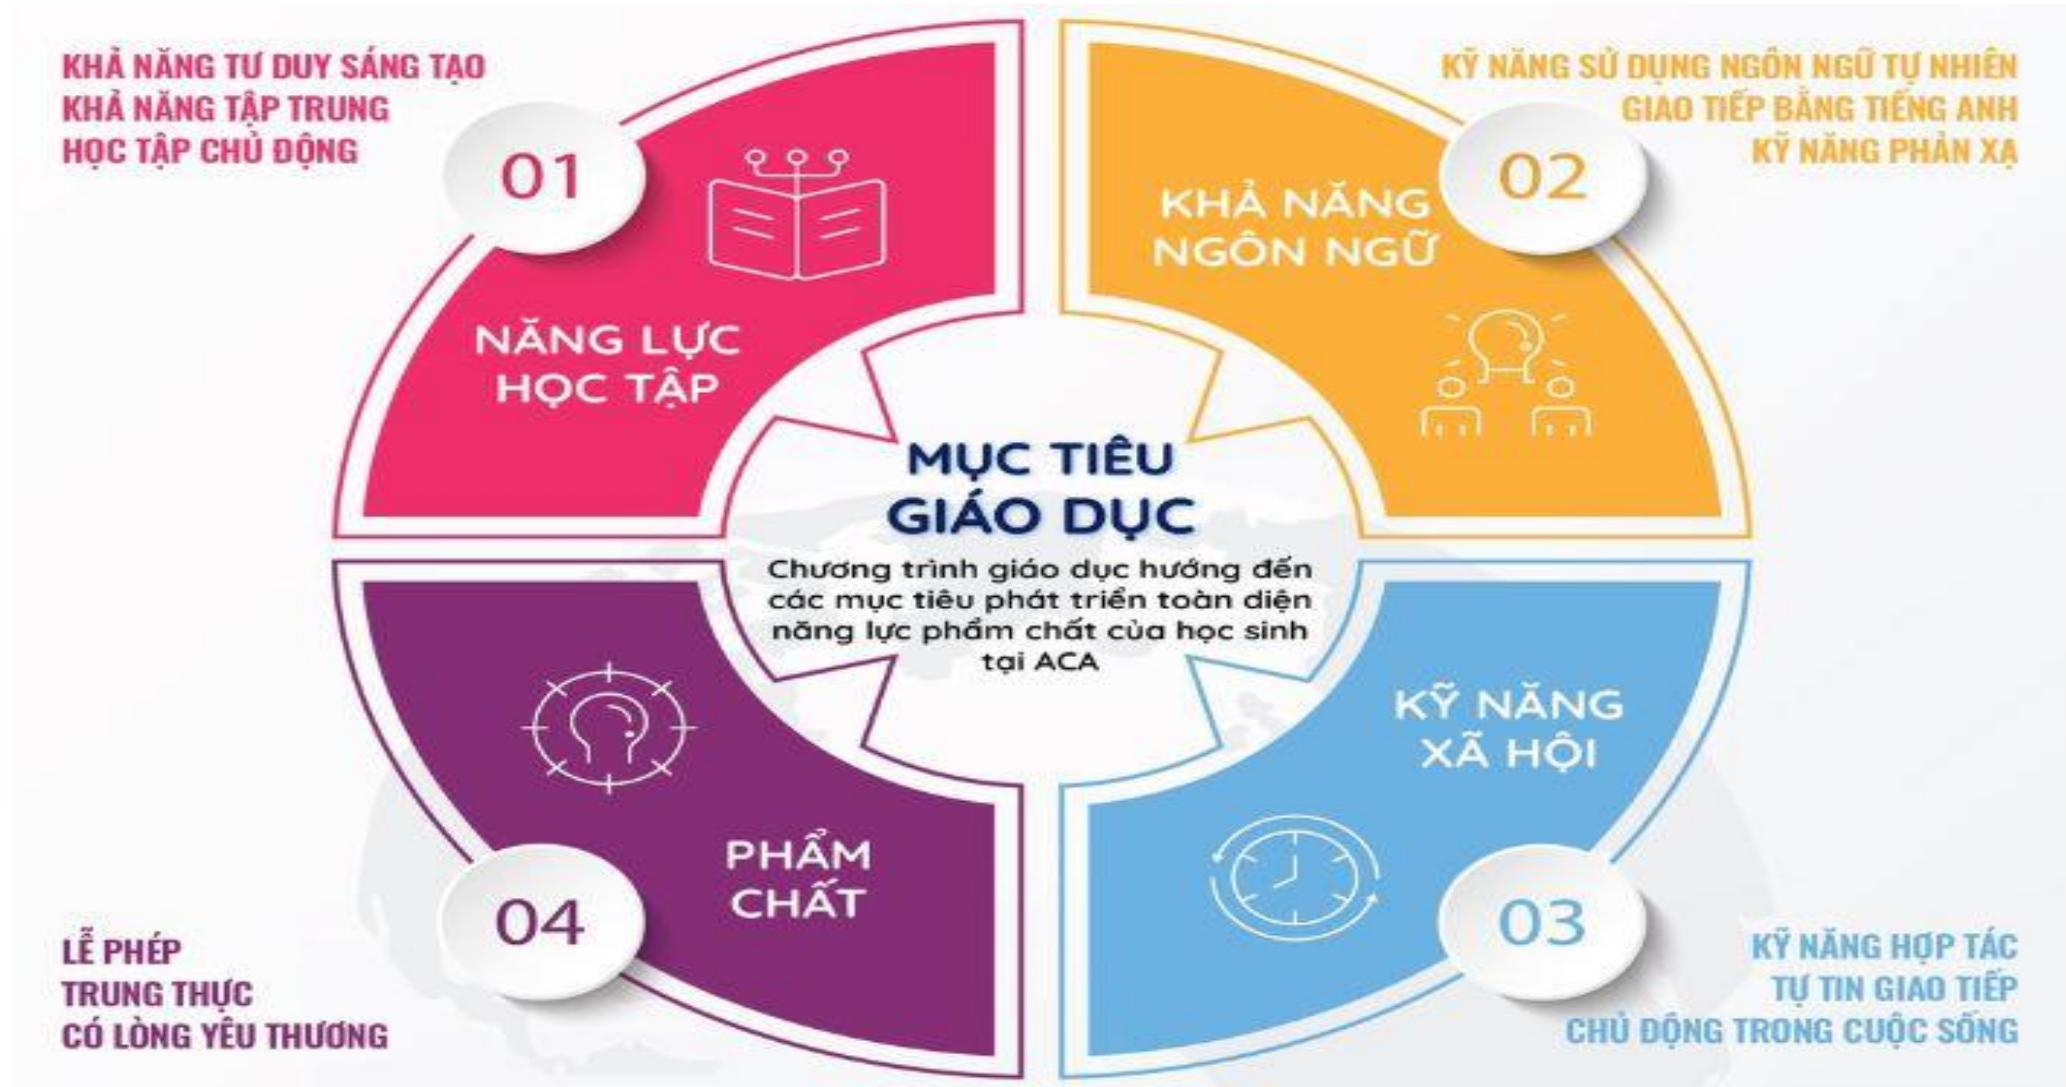 KHẢ NĂNG TƯ DUY SÁNG TẠO
KHẢ NĂNG TẬP TRUNG
HỌC TẬP CHỦ ĐỘNG
01
NĂNG LỰC
HỌC TẬP
KỸ NĂNG SỬ DỤNG NGÔN NGỮ TỰ NHIÊN
GIAO TIẾP BẰNG TIẾNG ANH
KỸ NĂNG PHẢN XẠ
02
KHẢ NĂNG
NGÔN NGỮ
MỤC TIÊU
GIÁO DỤC
Chương trình giáo dục hướng đến
các mục tiêu phát triển toàn diện
năng lực phẩm chất của học sinh
tại ACA
KỸ NĂNG
XÃ HỘI
03
KỸ NĂNG HỢP TÁC
TỰ TIN GIAO TIẾP
CHỦ ĐỘNG TRONG CUỘC SỐNG
PHẨM
CHẤT
04
LỄ PHÉP
TRUNG THỰC
CÓ LÒNG YÊU THƯƠNG